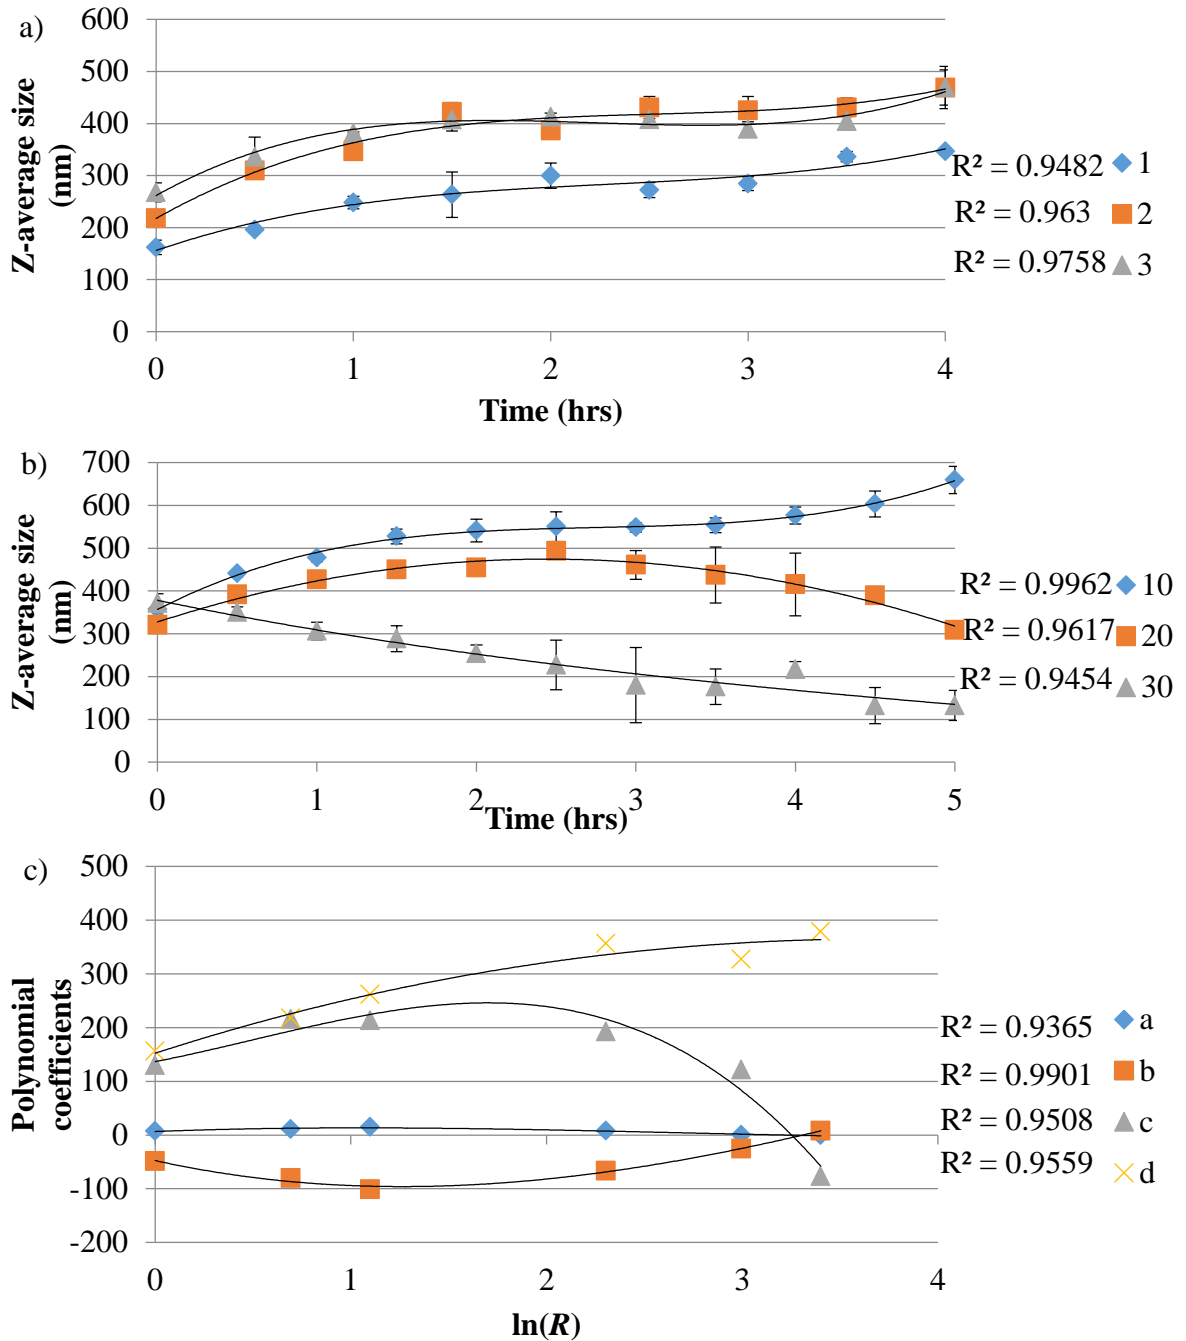 a)
600
500
400
300
200
100
0
Z-average size
(nm)
0 1 2 3 4
Time (hrs)
R² = 0.9482 1
R² = 0.963 2
R² = 0.9758 3
b)
700
600
500
400
300
200
100
0
Z-average size
(nm)
0 1 2 3 4 5
Time (hrs)
R² = 0.9962 10
R² = 0.9617 20
R² = 0.9454 30
c)
500
400
300
200
100
0
-100
-200
Polynomial
coefficients
0 1 2 3 4
ln(R)
R² = 0.9365 a
R² = 0.9901 b
R² = 0.9508 c
R² = 0.9559 d